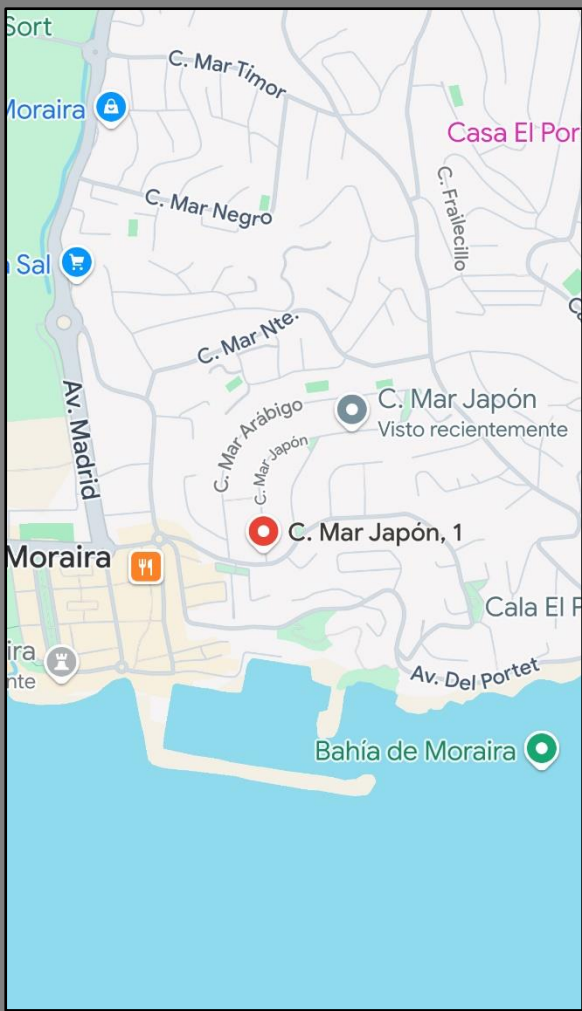 Sort
C. Mar Timor
Moraira
Casa El Por
C. Mar Negro
C. Frailecillo
Sal
C. Mar Nte.
Av. Madrid
C. Mar Arábigo
C. Mar Japón
Visto recientemente
C. Mar Japón
C. Mar Japón, 1
Moraira
Cala El P
ira
nte
Av. Del Portet
Bahía de Moraira